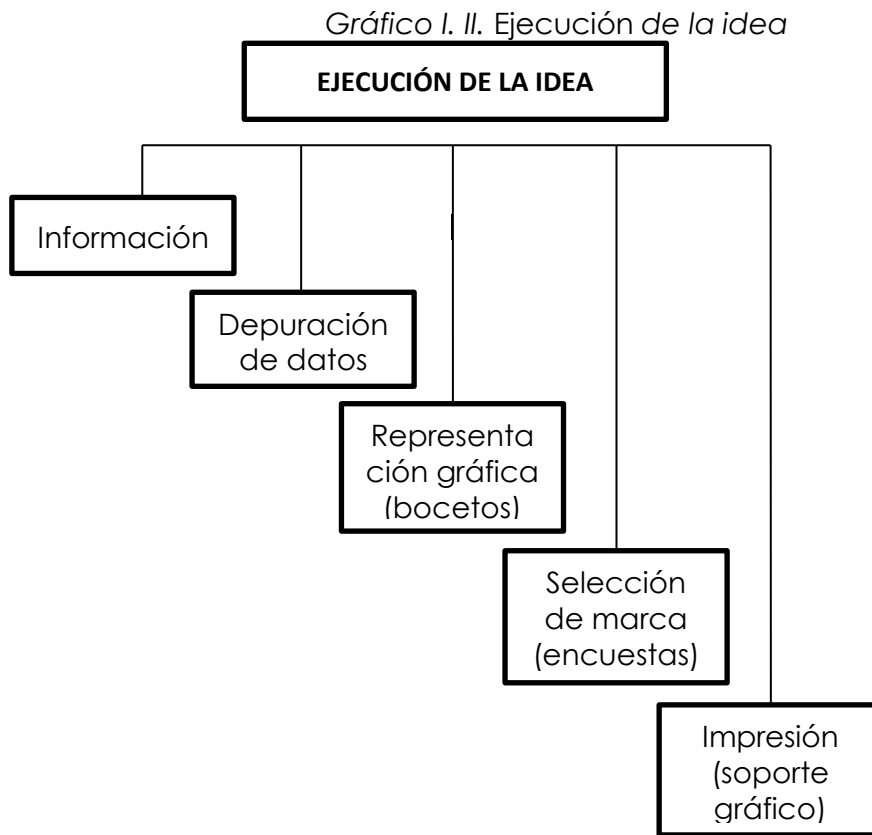 Gráfico I. II. Ejecución de la idea
EJECUCIÓN DE LA IDEA
Información
Depuración
de datos
Representa
ción gráfica
(bocetos)
Selección
de marca
(encuestas)
Impresión
(soporte
gráfico)